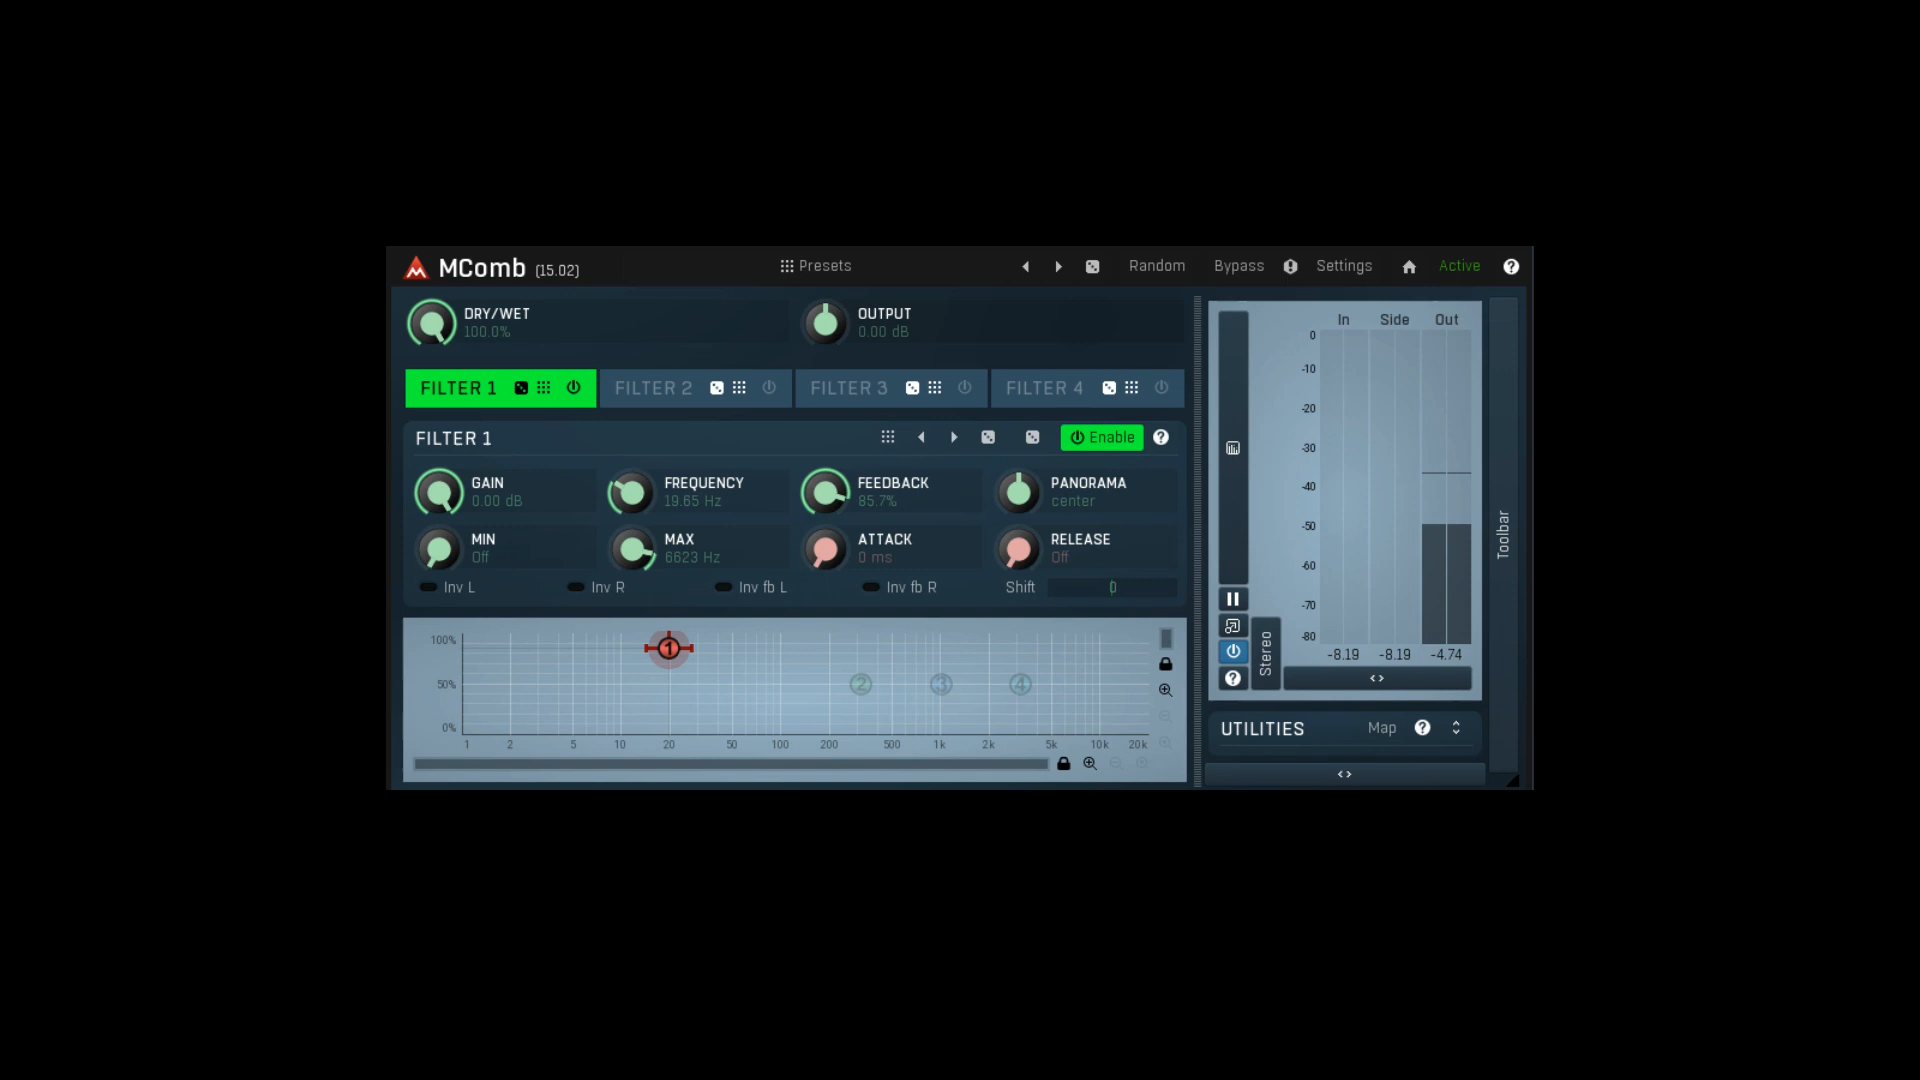 MComb (15.02)
Presets
Random
Bypass
Settings
Active
?
DRY/WET
100.0%
OUTPUT
0.00 dB
FILTER 1
FILTER 2
FILTER 3
FILTER 4
FILTER 1
Enable
?
GAIN
0.00 dB
FREQUENCY
19.65 Hz
FEEDBACK
85.7%
PANORAMA
center
MIN
Off
MAX
6623 Hz
ATTACK
0 ms
RELEASE
Off
Inv L
Inv R
Inv fb L
Inv fb R
Shift
0
100%
50%
0%
1
2
3
4
1 2 5 10 20 50 100 200 500 1k 2k 5k 10k 20k
In Side Out
0
-10
-20
-30
-40
-50
-60
-70
-80
-8.19 -8.19 -4.74
Stereo
?
UTILITIES
Map
?
Toolbar